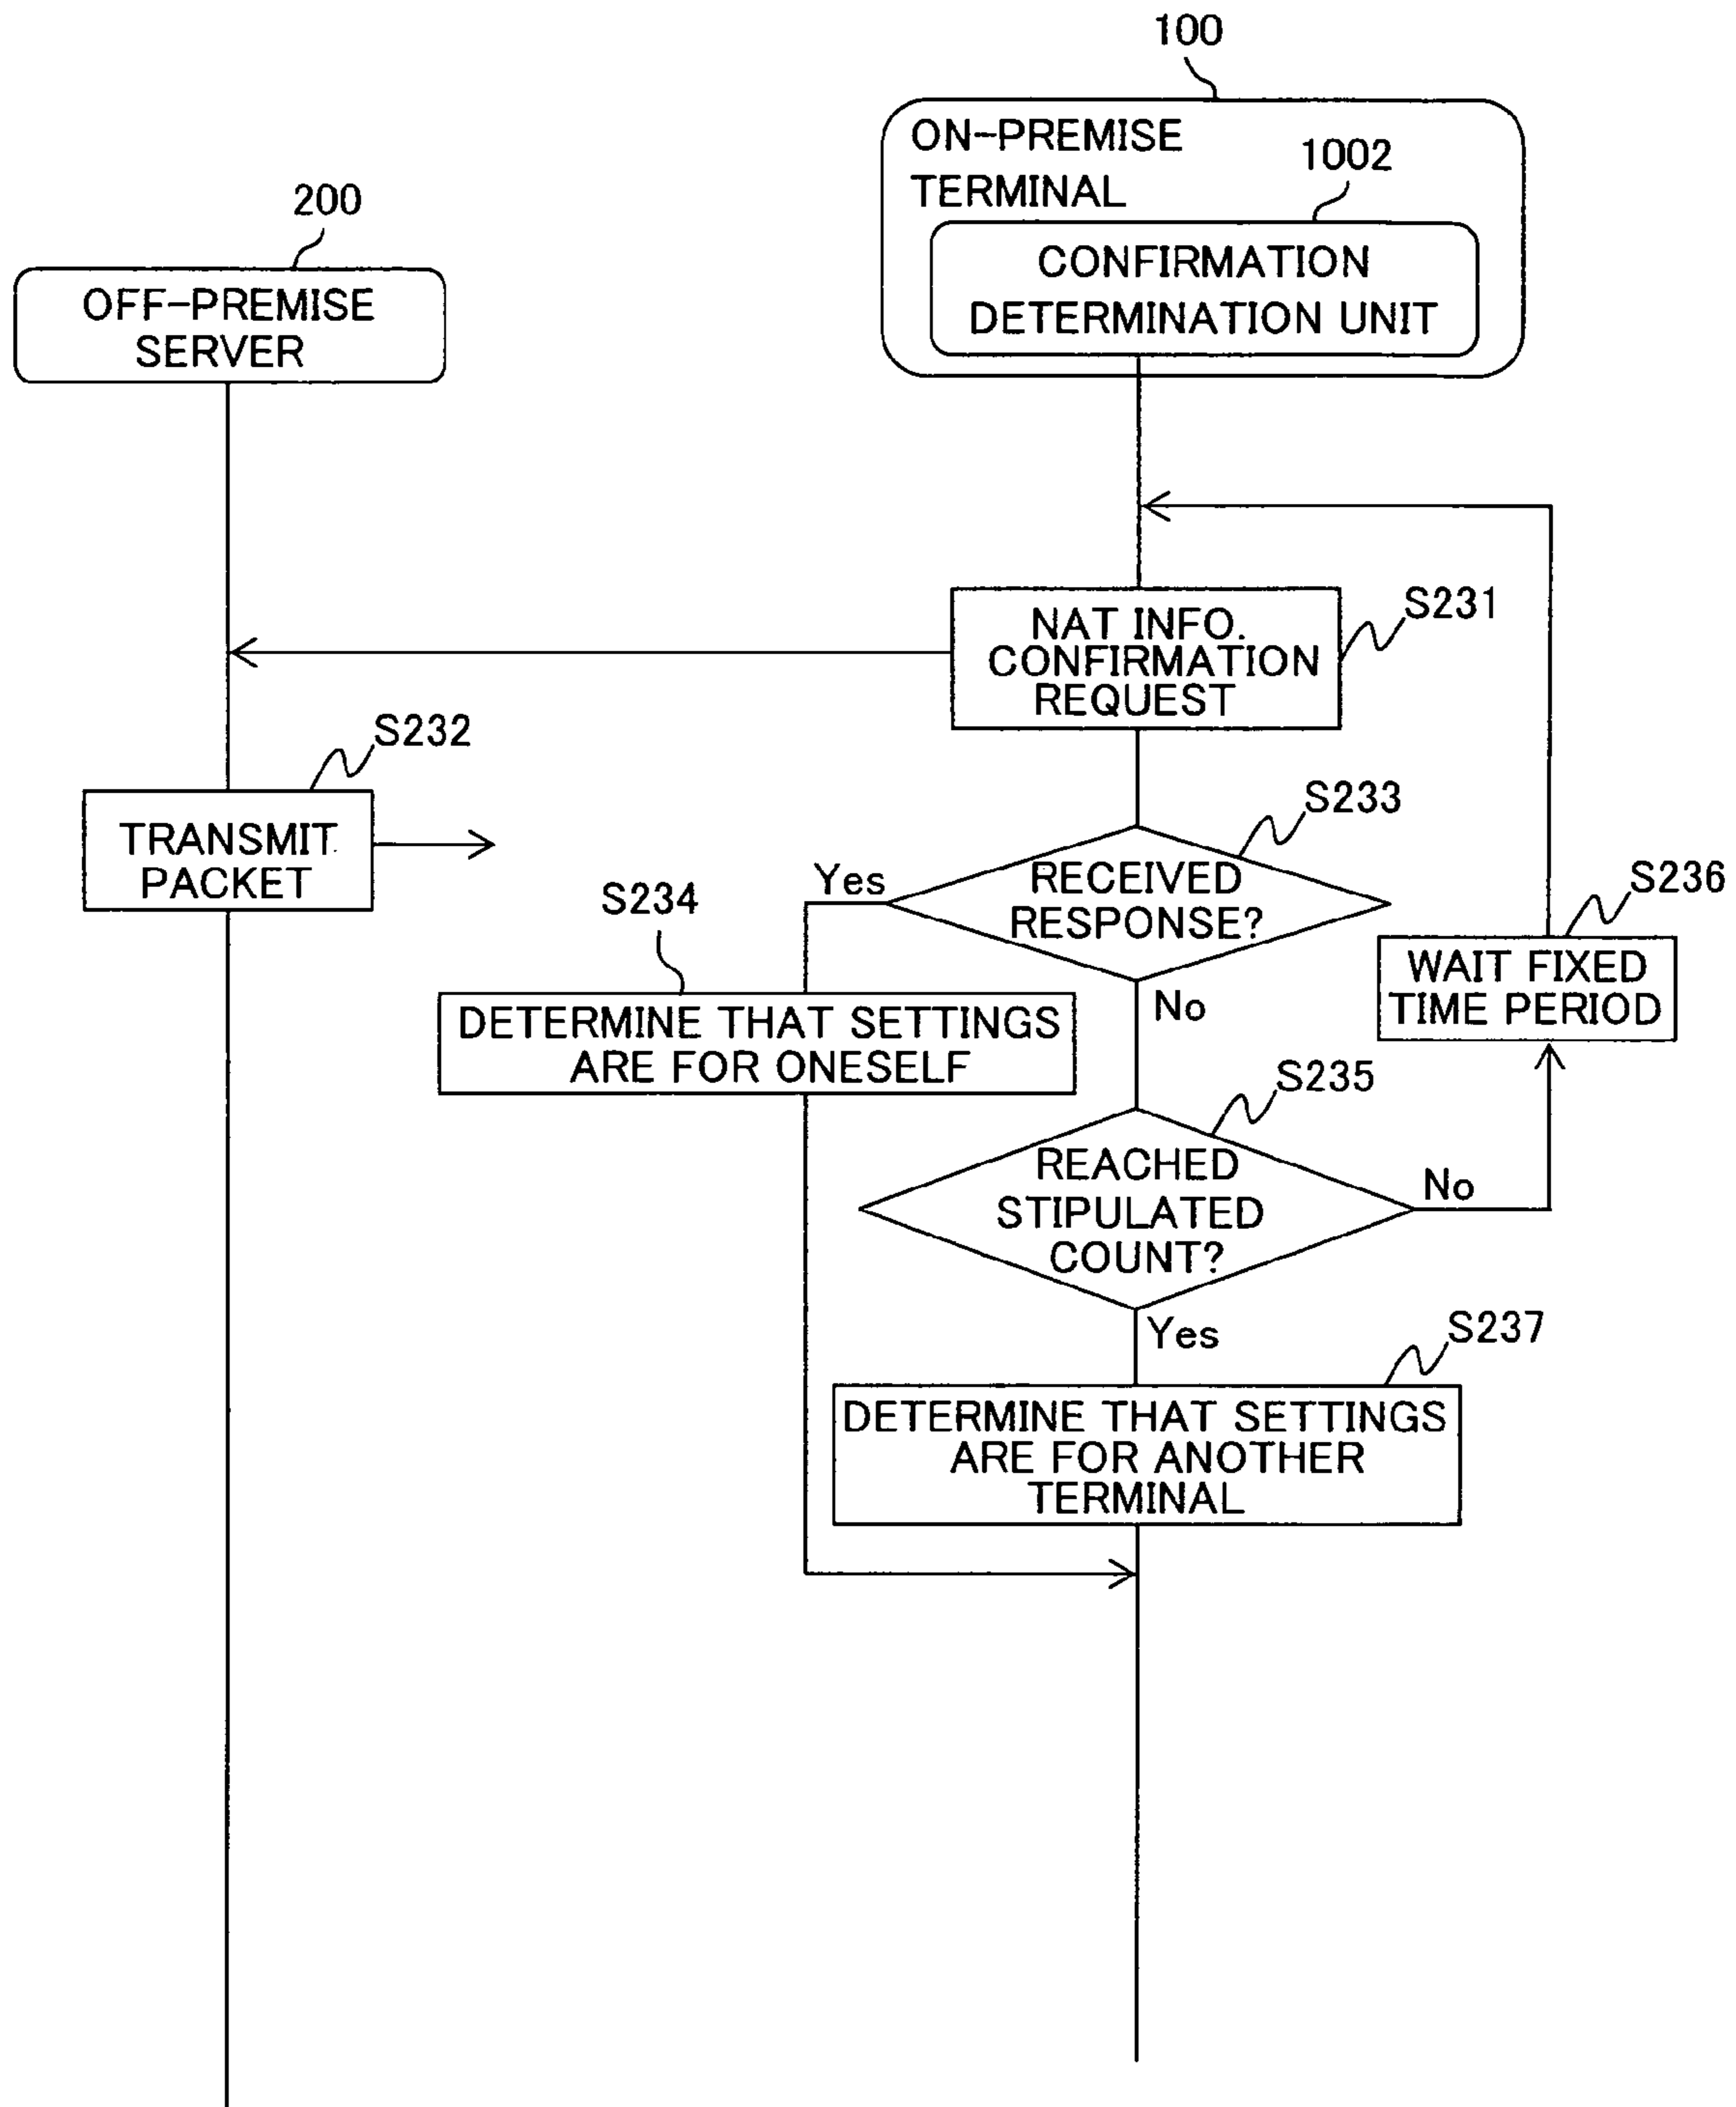 100
ON-PREMISE
TERMINAL
1002
CONFIRMATION
DETERMINATION UNIT
200
OFF-PREMISE
SERVER
NAT INFO.
CONFIRMATION
REQUEST
S231
S232
TRANSMIT
PACKET
S233
RECEIVED
RESPONSE?
Yes
No
S234
DETERMINE THAT SETTINGS
ARE FOR ONESELF
S236
WAIT FIXED
TIME PERIOD
S235
REACHED
STIPULATED
COUNT?
No
Yes
S237
DETERMINE THAT SETTINGS
ARE FOR ANOTHER
TERMINAL